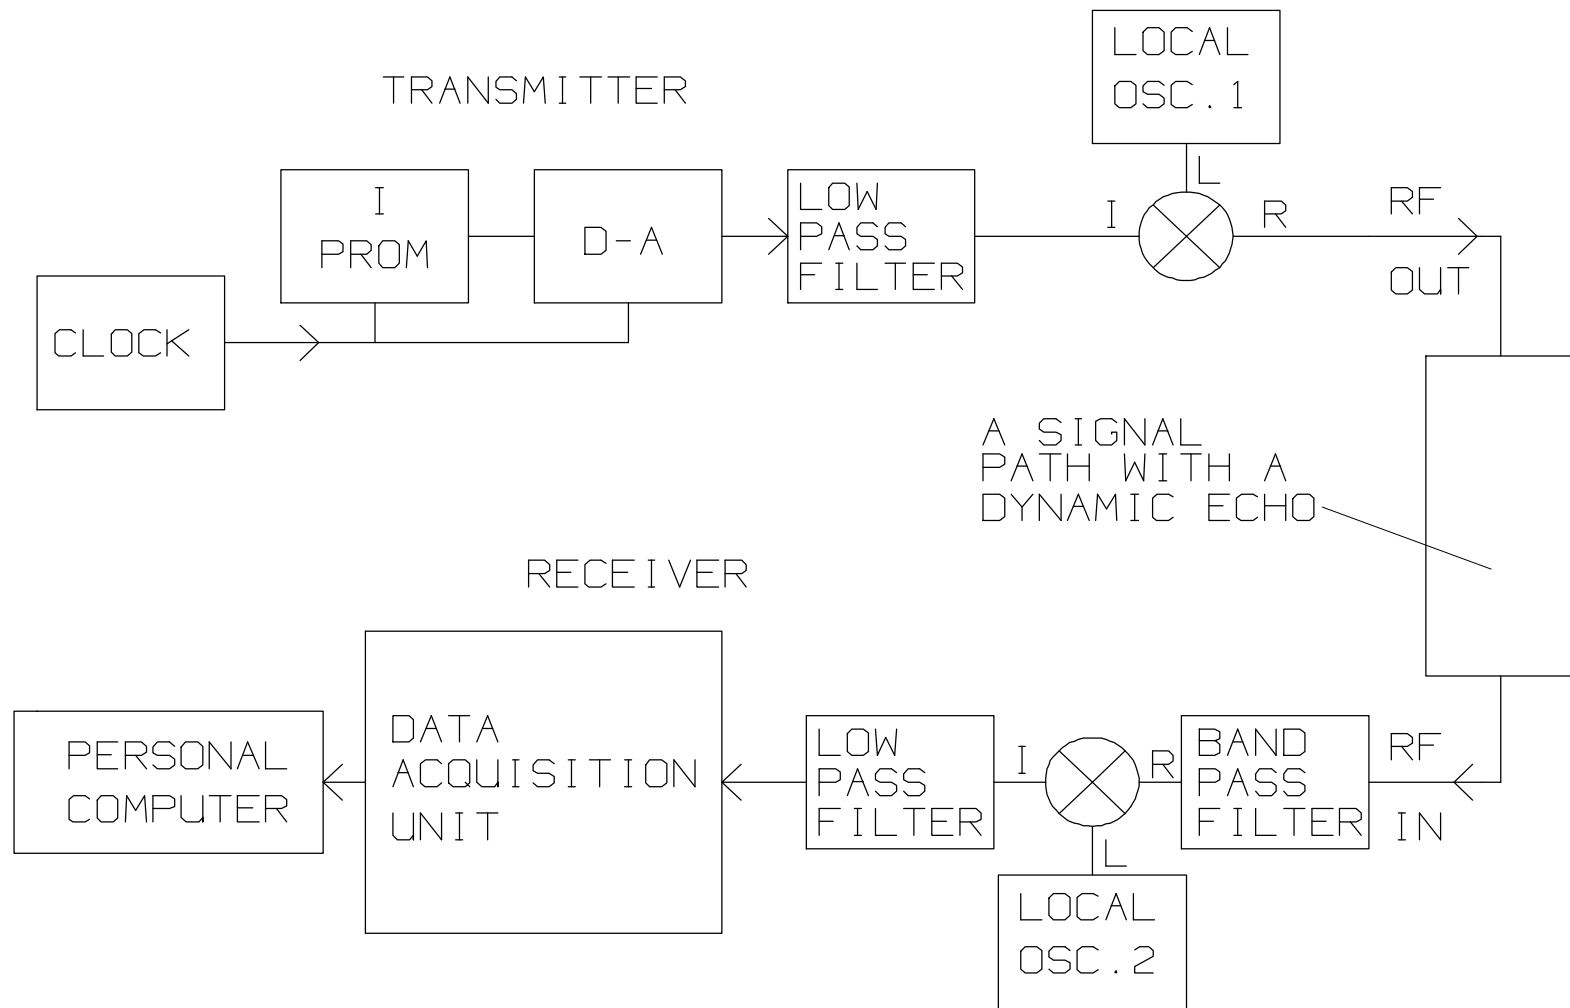 TRANSMITTER
LOCAL
OSC.1
L
I
PROM
D-A
LOW
PASS
FILTER
I
R
RF
OUT
CLOCK
A SIGNAL
PATH WITH A
DYNAMIC ECHO
RECEIVER
PERSONAL
COMPUTER
DATA
ACQUISITION
UNIT
LOW
PASS
FILTER
I
R
BAND
PASS
FILTER
RF
IN
L
LOCAL
OSC.2